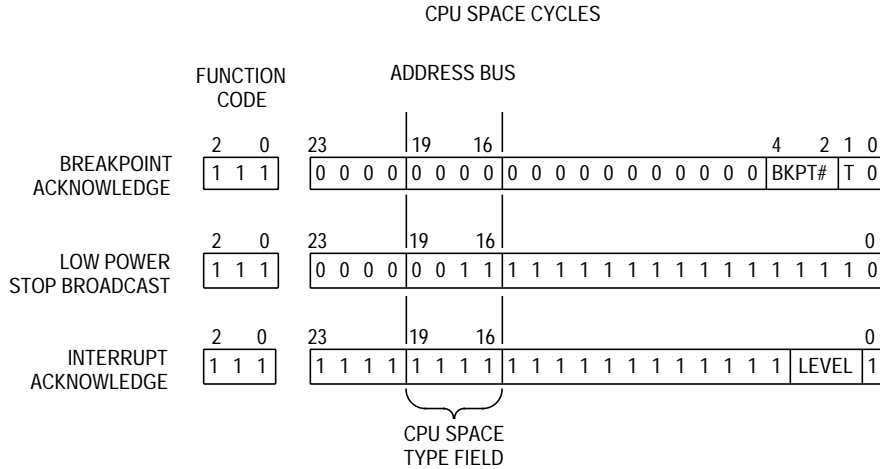 CPU SPACE CYCLES
FUNCTION
CODE
ADDRESS BUS
2 0 23 19 16 4 2 1 0
BREAKPOINT
ACKNOWLEDGE
1 1 1 0 0 0 0 0 0 0 0 0 0 0 0 0 0 0 0 0 0 0 BKPT# T 0
2 0 23 19 16 0
LOW POWER
STOP BROADCAST
1 1 1 0 0 0 0 0 0 1 1 1 1 1 1 1 1 1 1 1 1 1 1 1 1 1 0
2 0 23 19 16 0
INTERRUPT
ACKNOWLEDGE
1 1 1 1 1 1 1 1 1 1 1 1 1 1 1 1 1 1 1 1 1 1 1 LEVEL 1
CPU SPACE
TYPE FIELD